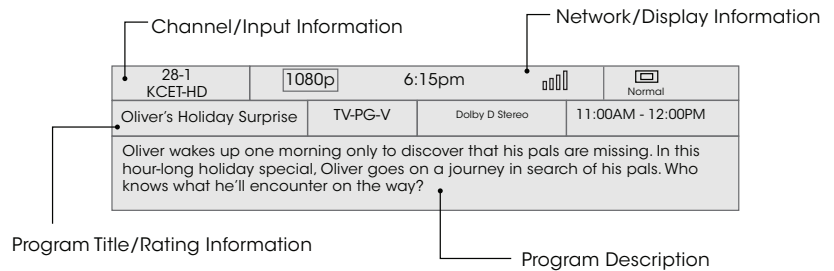 Channel/Input Information
Network/Display Information
28-1
KCET-HD
1080p
6:15pm
Normal
Oliver's Holiday Surprise
TV-PG-V
Dolby D Stereo
11:00AM - 12:00PM
Oliver wakes up one morning only to discover that his pals are missing. In this
hour-long holiday special, Oliver goes on a journey in search of his pals. Who
knows what he'll encounter on the way?
Program Title/Rating Information
Program Description